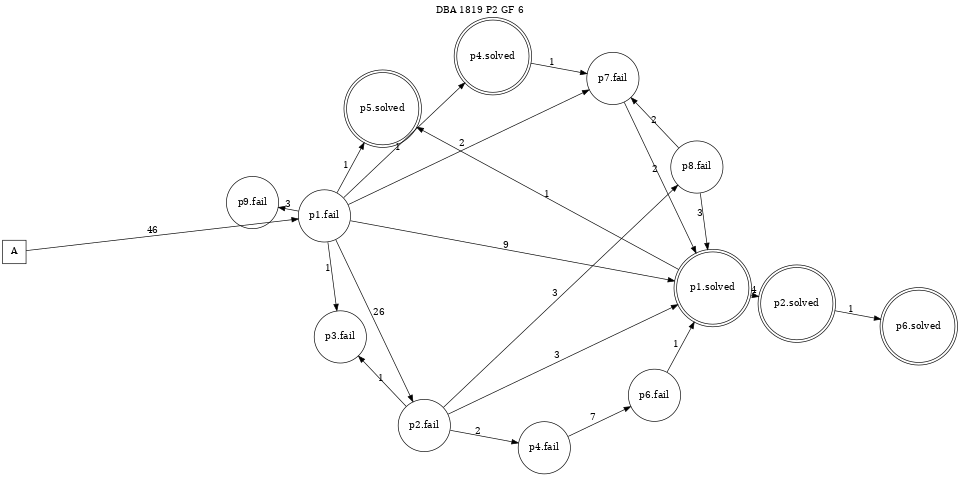 DBA 1819 P2 GF 6
p4.solved
1
p7.fail
p5.solved
1
2
2
p8.fail
1
2
1
3
p9.fail
3
p1.fail
46
A
9
1
p1.solved
4
p2.solved
1
p6.solved
3
26
p3.fail
3
1
1
p6.fail
p2.fail
2
7
p4.fail